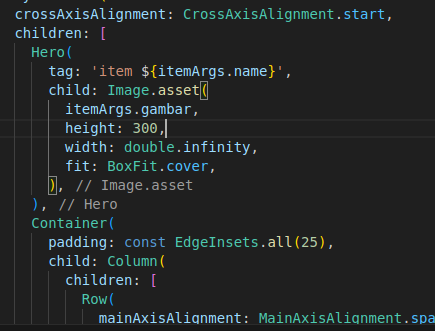 crossAxisAlignment: CrossAxisAlignment.start,
children: [
Hero(
tag: 'item ${itemArgs.name}',
child: Image.asset(
itemArgs.gambar,
height: 300,
width: double.infinity,
fit: BoxFit.cover,
), // Image.asset
), // Hero
Container(
padding: const EdgeInsets.all(25),
child: Column(
children: [
Row(
mainAxisAlignment: MainAxisAlignment.spa